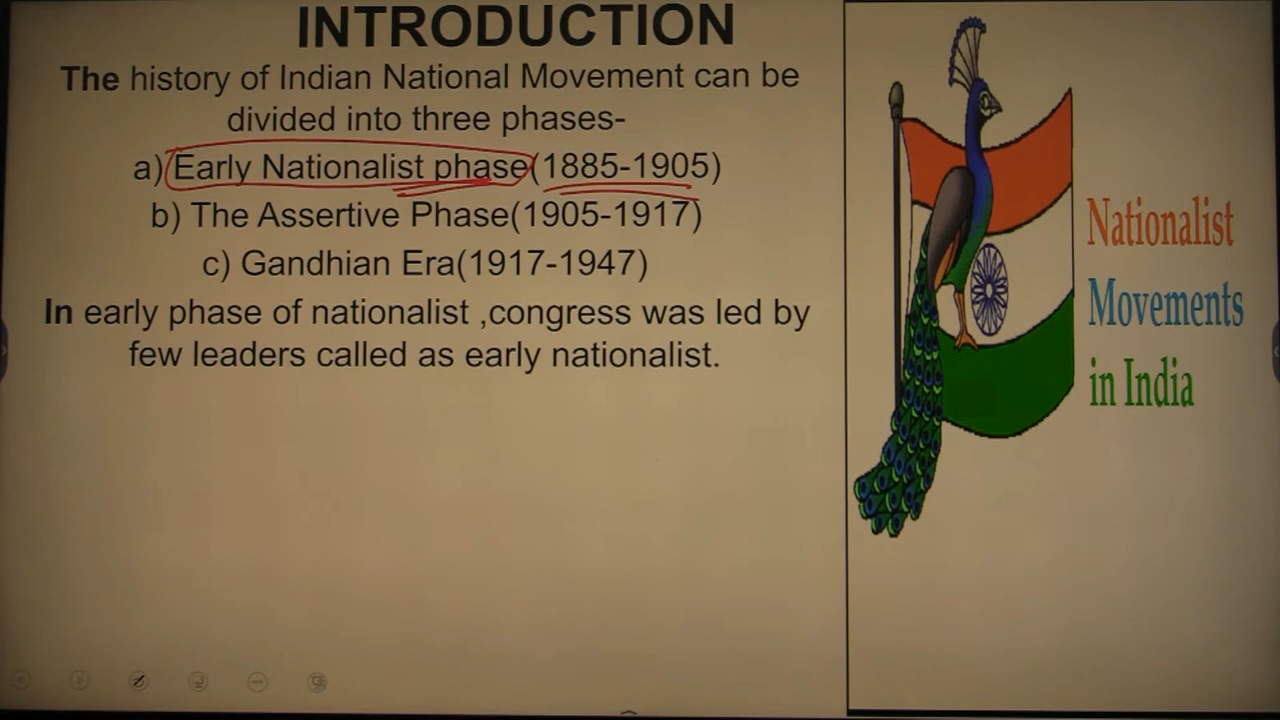 INTRODUCTION
The history of Indian National Movement can be
divided into three phases-
a) Early Nationalist phase(1885-1905)
b) The Assertive Phase(1905-1917)
c) Gandhian Era(1917-1947)
In early phase of nationalist ,congress was led by
few leaders called as early nationalist.
Nationalist
Movements
in India